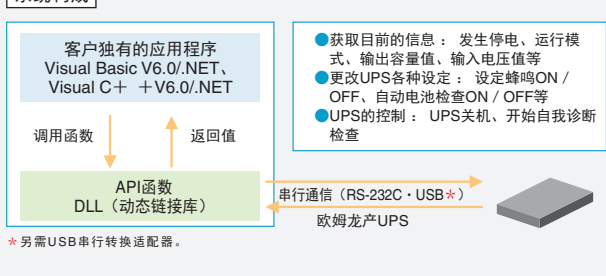 系统构成
客户独有的应用程序
Visual Basic V6.0/.NET、
Visual C＋ ＋V6.0/.NET
调用函数
返回值
API函数
DLL（动态链接库）
●获取目前的信息： 发生停电、运行模
式、输出容量值、输入电压值等
●更改UPS各种设定： 设定蜂鸣ON /
OFF、自动电池检查ON / OFF等
●UPS的控制： UPS关机、开始自我诊断
检查
串行通信（RS-232C・USB＊）
欧姆龙产UPS
＊另需USB串行转换适配器。